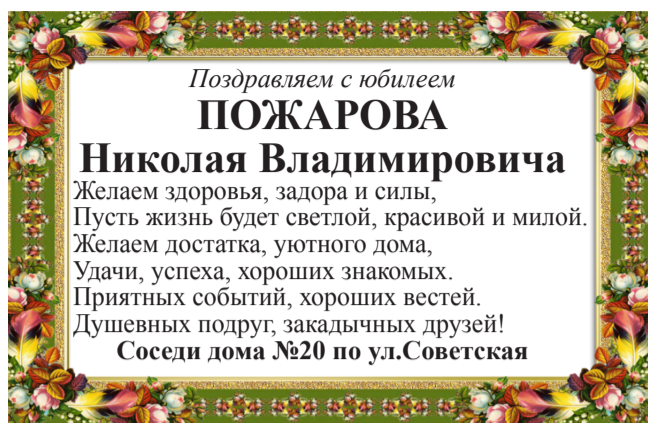 Поздравляем с юбилеем
ПОЖАРОВА
Николая Владимировича
Желаем здоровья, задора и силы,
Пусть жизнь будет светлой, красивой и милой.
Желаем достатка, уютного дома,
Удачи, успеха, хороших знакомых.
Приятных событий, хороших вестей.
Душевных подруг, закадычных друзей!
Соседи дома №20 по ул.Советская